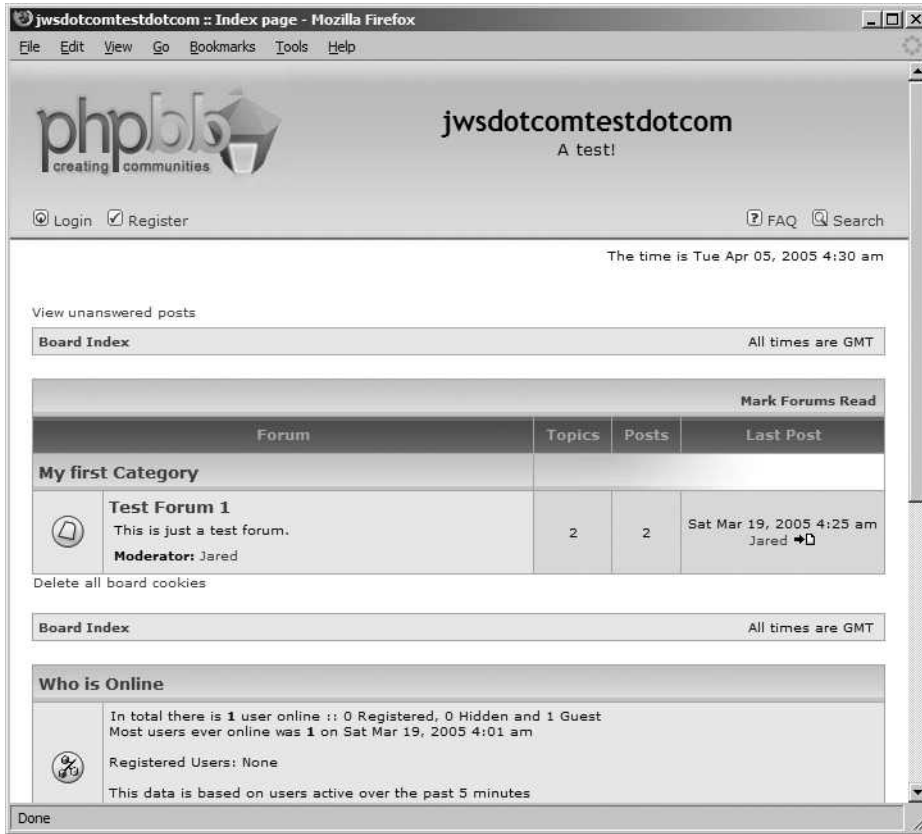 jwsdotcomtestdotcom :: Index page - Mozilla Firefox
File Edit View Go Bookmarks Tools Help
phpbb
creating communities
jwsdotcomtestdotcom
A test!
Login Register FAQ Search
The time is Tue Apr 05, 2005 4:30 am
View unanswered posts
Board Index All times are GMT
Mark Forums Read
Forum Topics Posts Last Post
My first Category
Test Forum 1
This is just a test forum.
Moderator: Jared
2 2
Sat Mar 19, 2005 4:25 am
Jared
Delete all board cookies
Board Index All times are GMT
Who is Online
In total there is 1 user online :: 0 Registered, 0 Hidden and 1 Guest
Most users ever online was 1 on Sat Mar 19, 2005 4:01 am
Registered Users: None
This data is based on users active over the past 5 minutes
Done